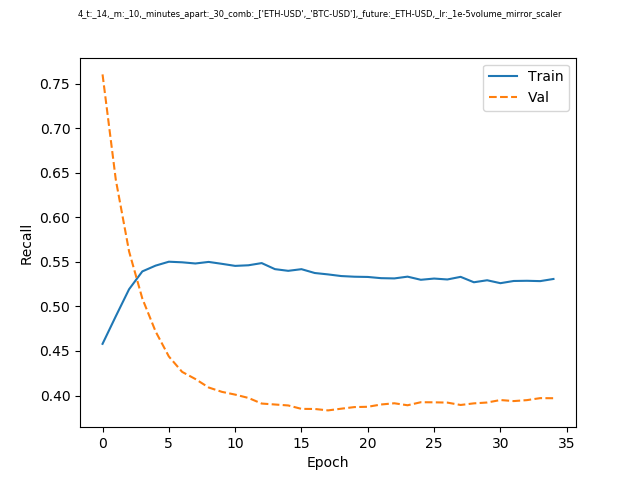 4_t:_14,_m:_10,_minutes_apart:_30_comb:_['ETH-USD',_'BTC-USD'],_future:_ETH-USD,_lr:_1e-5volume_mirror_scaler
Train
Val
0.75
0.70
0.65
0.60
0.55
0.50
0.45
0.40
Recall
0 5 10 15 20 25 30 35
Epoch